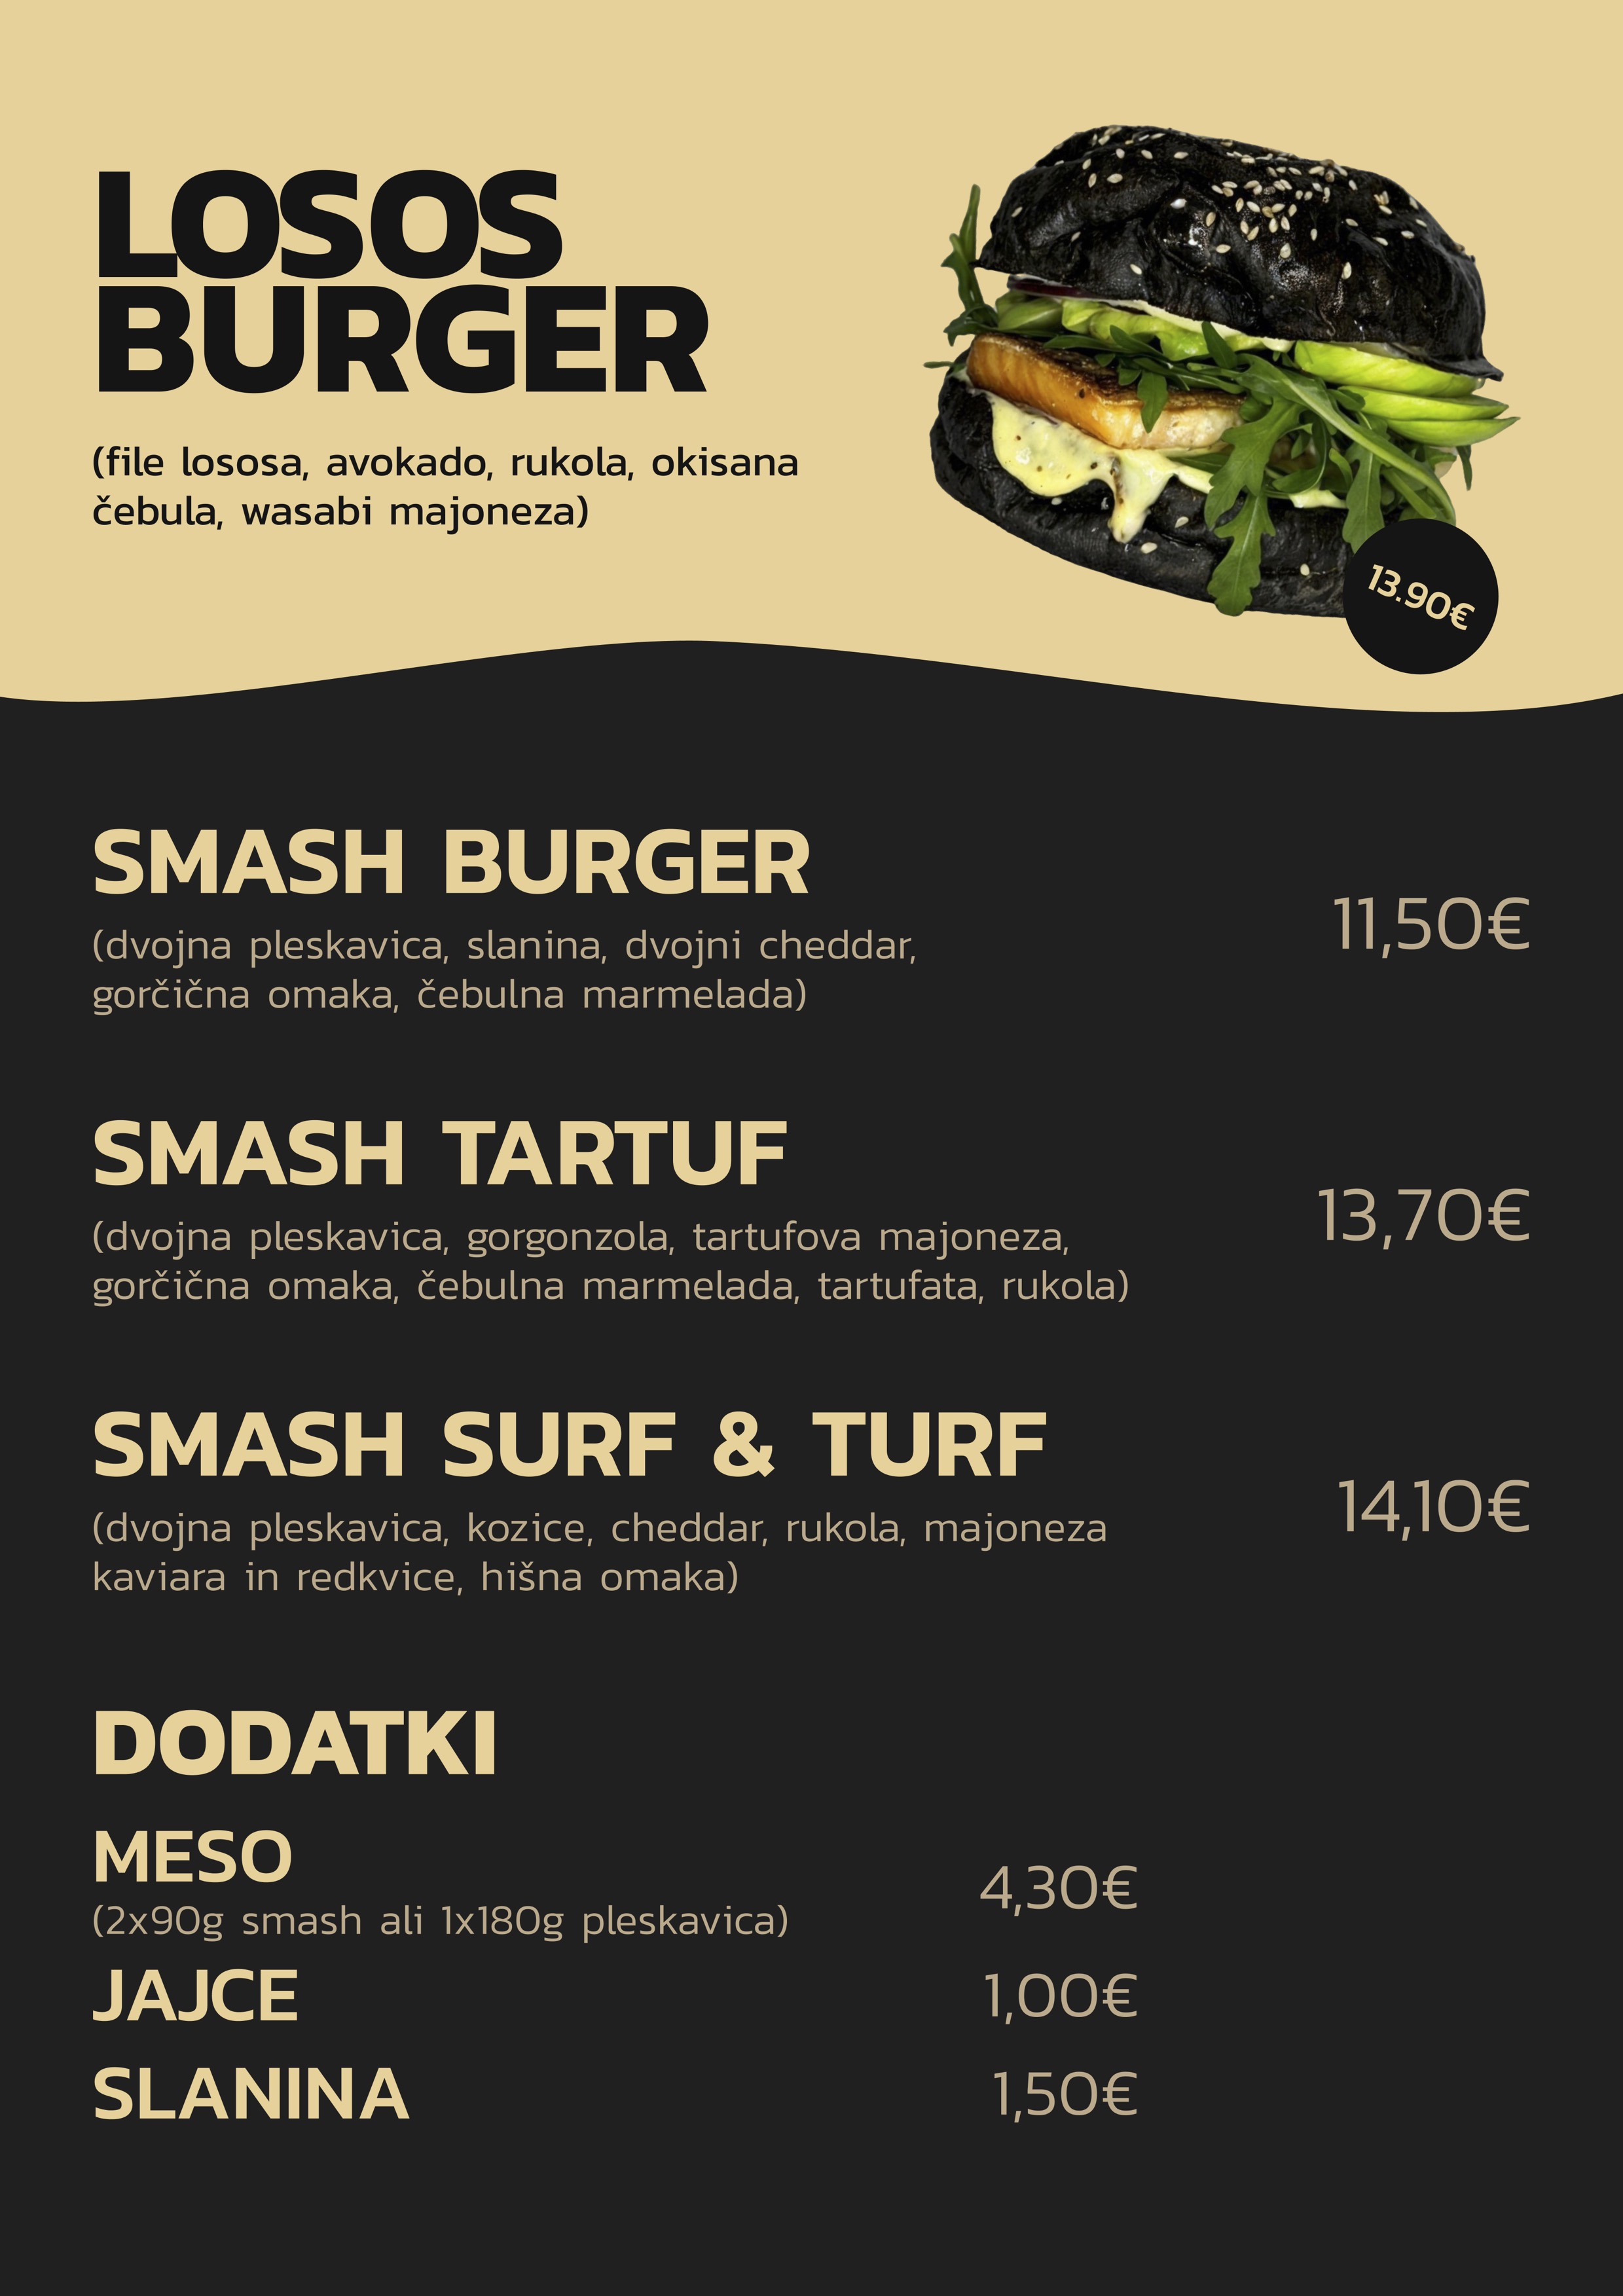 LOSOS
BURGER
(file lososa, avokado, rukola, okisana
čebula, wasabi majoneza)
13.90€
SMASH BURGER
(dvojna pleskavica, slanina, dvojni cheddar,
gorčična omaka, čebulna marmelada)
11,50€
SMASH TARTUF
(dvojna pleskavica, gorgonzola, tartufova majoneza,
gorčična omaka, čebulna marmelada, tartufata, rukola)
13,70€
SMASH SURF & TURF
(dvojna pleskavica, kozice, cheddar, rukola, majoneza
kaviara in redkvice, hišna omaka)
14,10€
DODATKI
MESO
(2x90g smash ali 1x180g pleskavica)
4,30€
JAJCE 1,00€
SLANINA 1,50€